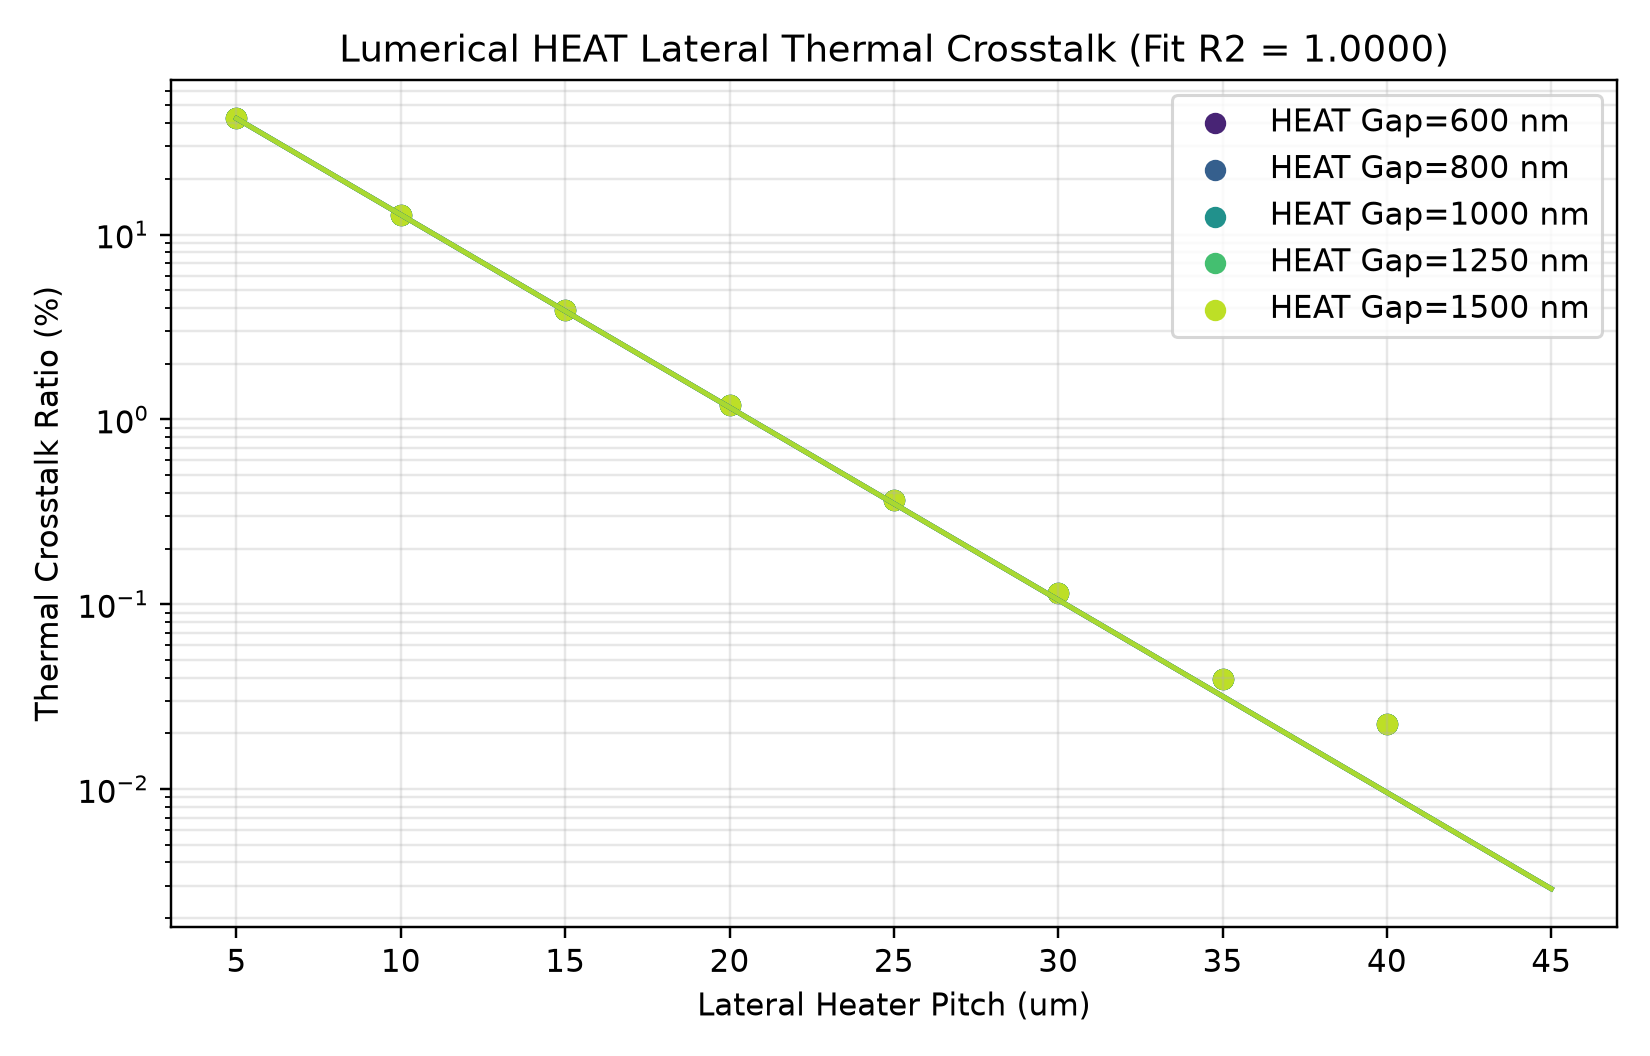 Lumerical HEAT Lateral Thermal Crosstalk (Fit R2 = 1.0000)
HEAT Gap=600 nm
HEAT Gap=800 nm
HEAT Gap=1000 nm
HEAT Gap=1250 nm
HEAT Gap=1500 nm
Thermal Crosstalk Ratio (%)
10¹
10⁰
10⁻¹
10⁻²
5 10 15 20 25 30 35 40 45
Lateral Heater Pitch (um)